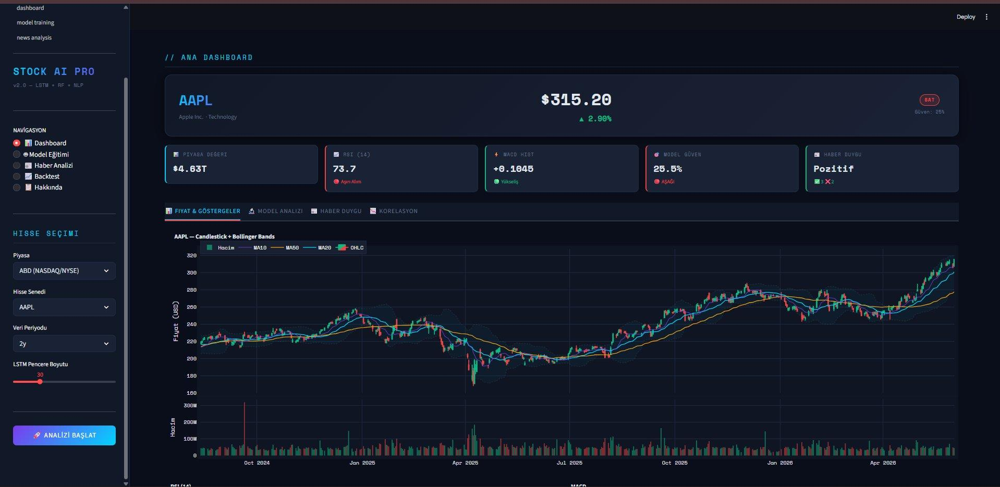 dashboard
model training
news analysis
STOCK AI PRO
v2.0 — LSTM + RF + NLP
NAVİGASYON
Dashboard
Model Eğitimi
Haber Analizi
Backtest
Hakkında
HISSE SEÇIMI
Piyasa
ABD (NASDAQ/NYSE)
Hisse Senedi
AAPL
Veri Periyodu
2y
LSTM Pencere Boyutu
30
ANALİZİ BAŞLAT
Deploy
// ANA DASHBOARD
AAPL
Apple Inc. · Technology
$315.20
▲ 2.90%
SAT
Güven: 25%
PIYASA DEĞERI
$4.63T
RSI (14)
73.7
Aşırı Alım
MACD HIST
+0.1045
Yükseliş
MODEL GÜVEN
25.5%
AŞAĞI
HABER DUYGU
Pozitif
3 2
FIYAT & GÖSTERGELER MODEL ANALIZI HABER DUYGU KORELASYON
AAPL — Candlestick + Bollinger Bands
Hacim MA10 MA50 MA20 OHLC
Fiyat (USD)
320
300
280
260
240
220
200
180
160
Hacim
300M
200M
100M
0
Oct 2024 Jan 2025 Apr 2025 Jul 2025 Oct 2025 Jan 2026 Apr 2026
RSI (14) MACD